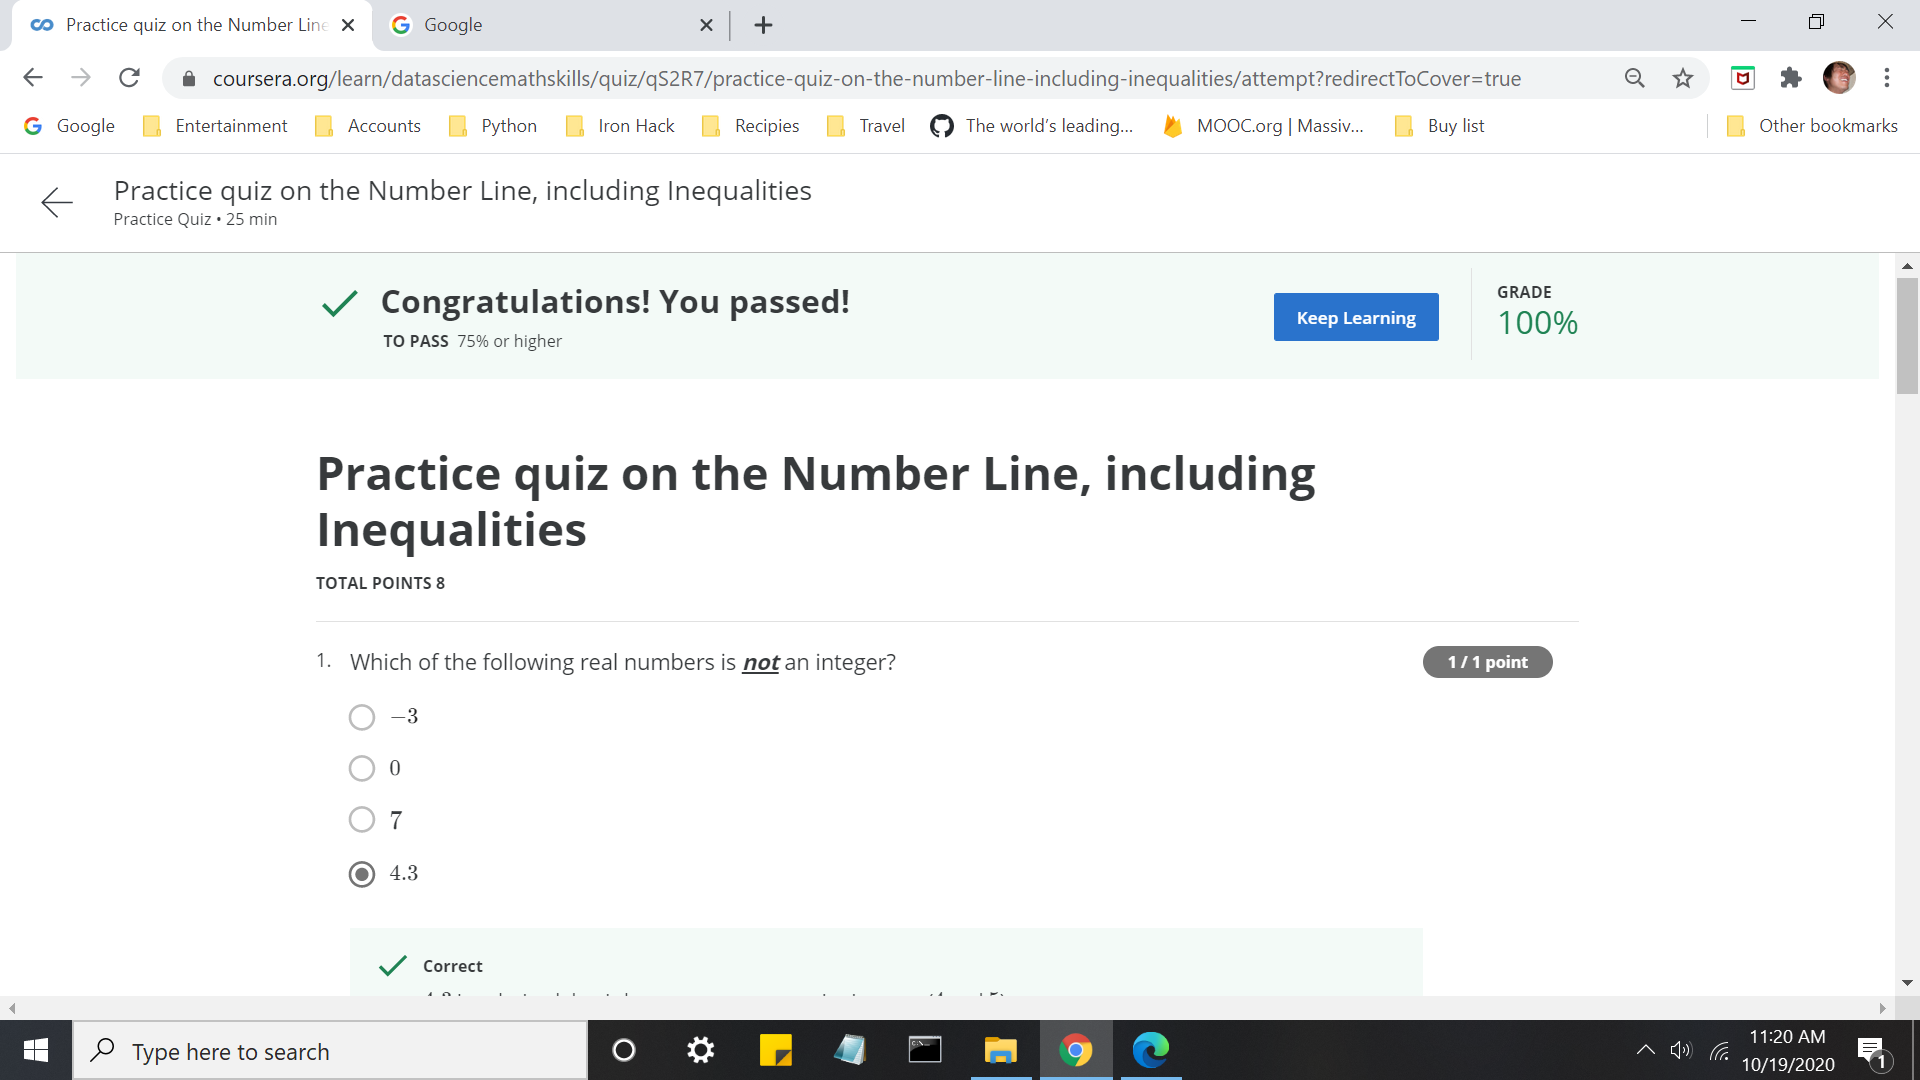 Practice quiz on the Number Line
Google
coursera.org/learn/datasciencemathskills/quiz/qS2R7/practice-quiz-on-the-number-line-including-inequalities/attempt?redirectToCover=true
Google Entertainment Accounts Python Iron Hack Recipies Travel The world's leading... MOOC.org | Massiv... Buy list Other bookmarks
Practice quiz on the Number Line, including Inequalities
Practice Quiz • 25 min
Congratulations! You passed!
TO PASS 75% or higher
Keep Learning
GRADE
100%
Practice quiz on the Number Line, including
Inequalities
TOTAL POINTS 8
1. Which of the following real numbers is not an integer?
1 / 1 point
−3
0
7
4.3
Correct
Type here to search
11:20 AM
10/19/2020
1